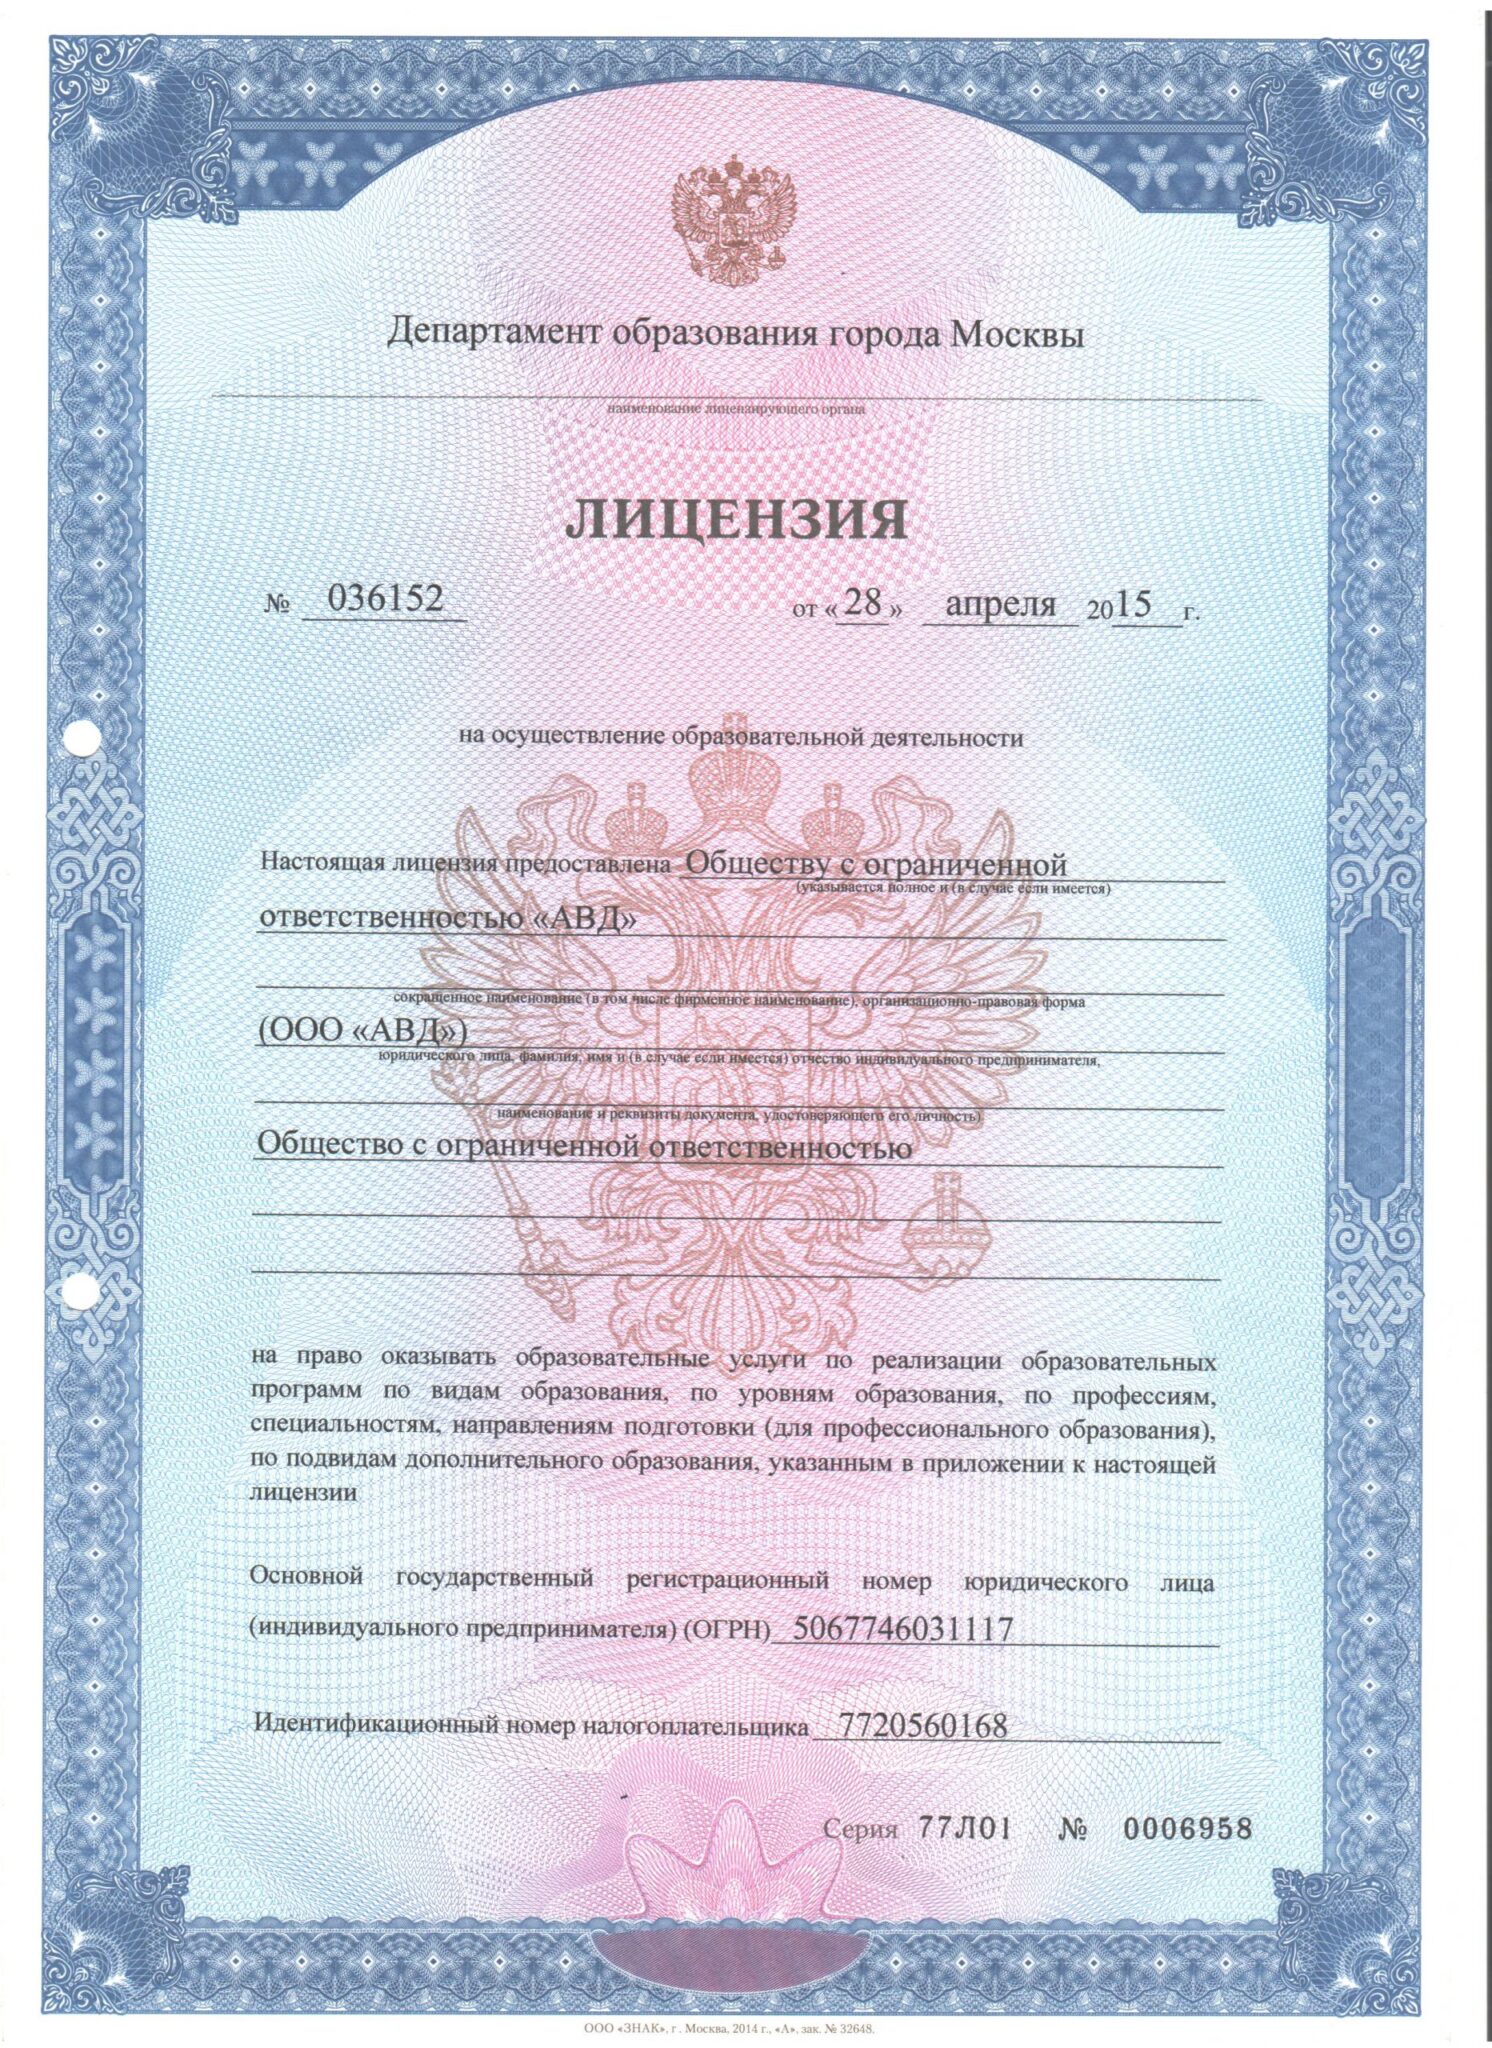 Департамент образования города Москвы
наименование лицензирующего органа
ЛИЦЕНЗИЯ
№ 036152 от «28» апреля 2015 г.
на осуществление образовательной деятельности
Настоящая лицензия предоставлена Обществу с ограниченной
(указывается полное и (в случае если имеется)
ответственностью «АВД»
сокращенное наименование (в том числе фирменное наименование), организационно-правовая форма
(ООО «АВД»)
юридического лица, фамилия, имя и (в случае если имеется) отчество индивидуального предпринимателя,
наименование и реквизиты документа, удостоверяющего его личность)
Общество с ограниченной ответственностью
на право оказывать образовательные услуги по реализации образовательных
программ по видам образования, по уровням образования, по профессиям,
специальностям, направлениям подготовки (для профессионального образования),
по подвидам дополнительного образования, указанным в приложении к настоящей
лицензии
Основной государственный регистрационный номер юридического лица
(индивидуального предпринимателя) (ОГРН) 5067746031117
Идентификационный номер налогоплательщика 7720560168
Серия 77Л01 № 0006958
ООО «ЗНАК», г. Москва, 2014 г., «А», зак. № 32648.